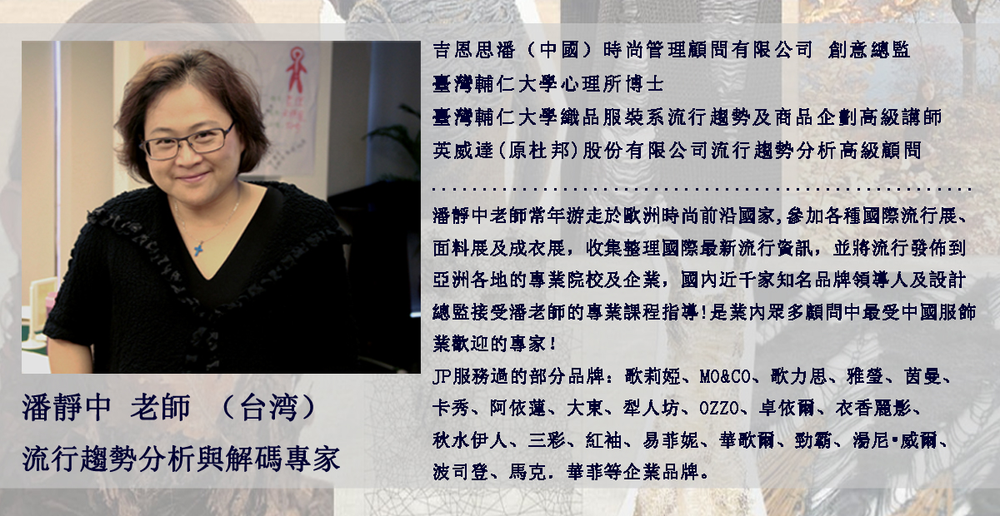 吉恩思潘（中國）時尚管理顧問有限公司 創意總監
臺灣輔仁大學心理所博士
臺灣輔仁大學織品服裝系流行趨勢及商品企劃高級講師
英威達(原杜邦)股份有限公司流行趨勢分析高級顧問
潘靜中老師常年游走於歐洲時尚前沿國家,參加各種國際流行展、
面料展及成衣展，收集整理國際最新流行資訊，並將流行發佈到
亞洲各地的專業院校及企業，國內近千家知名品牌領導人及設計
總監接受潘老師的專業課程指導!是業內眾多顧問中最受中國服飾
業歡迎的專家！
JP服務過的部分品牌：歌莉婭、MO&CO、歌力思、雅瑩、茵曼、
卡秀、阿依蓮、大東、犁人坊、OZZO、卓依爾、衣香麗影、
秋水伊人、三彩、紅袖、易菲妮、華歌爾、勁霸、湯尼•威爾、
波司登、馬克．華菲等企業品牌。
潘靜中 老師 （台湾）
流行趨勢分析與解碼專家